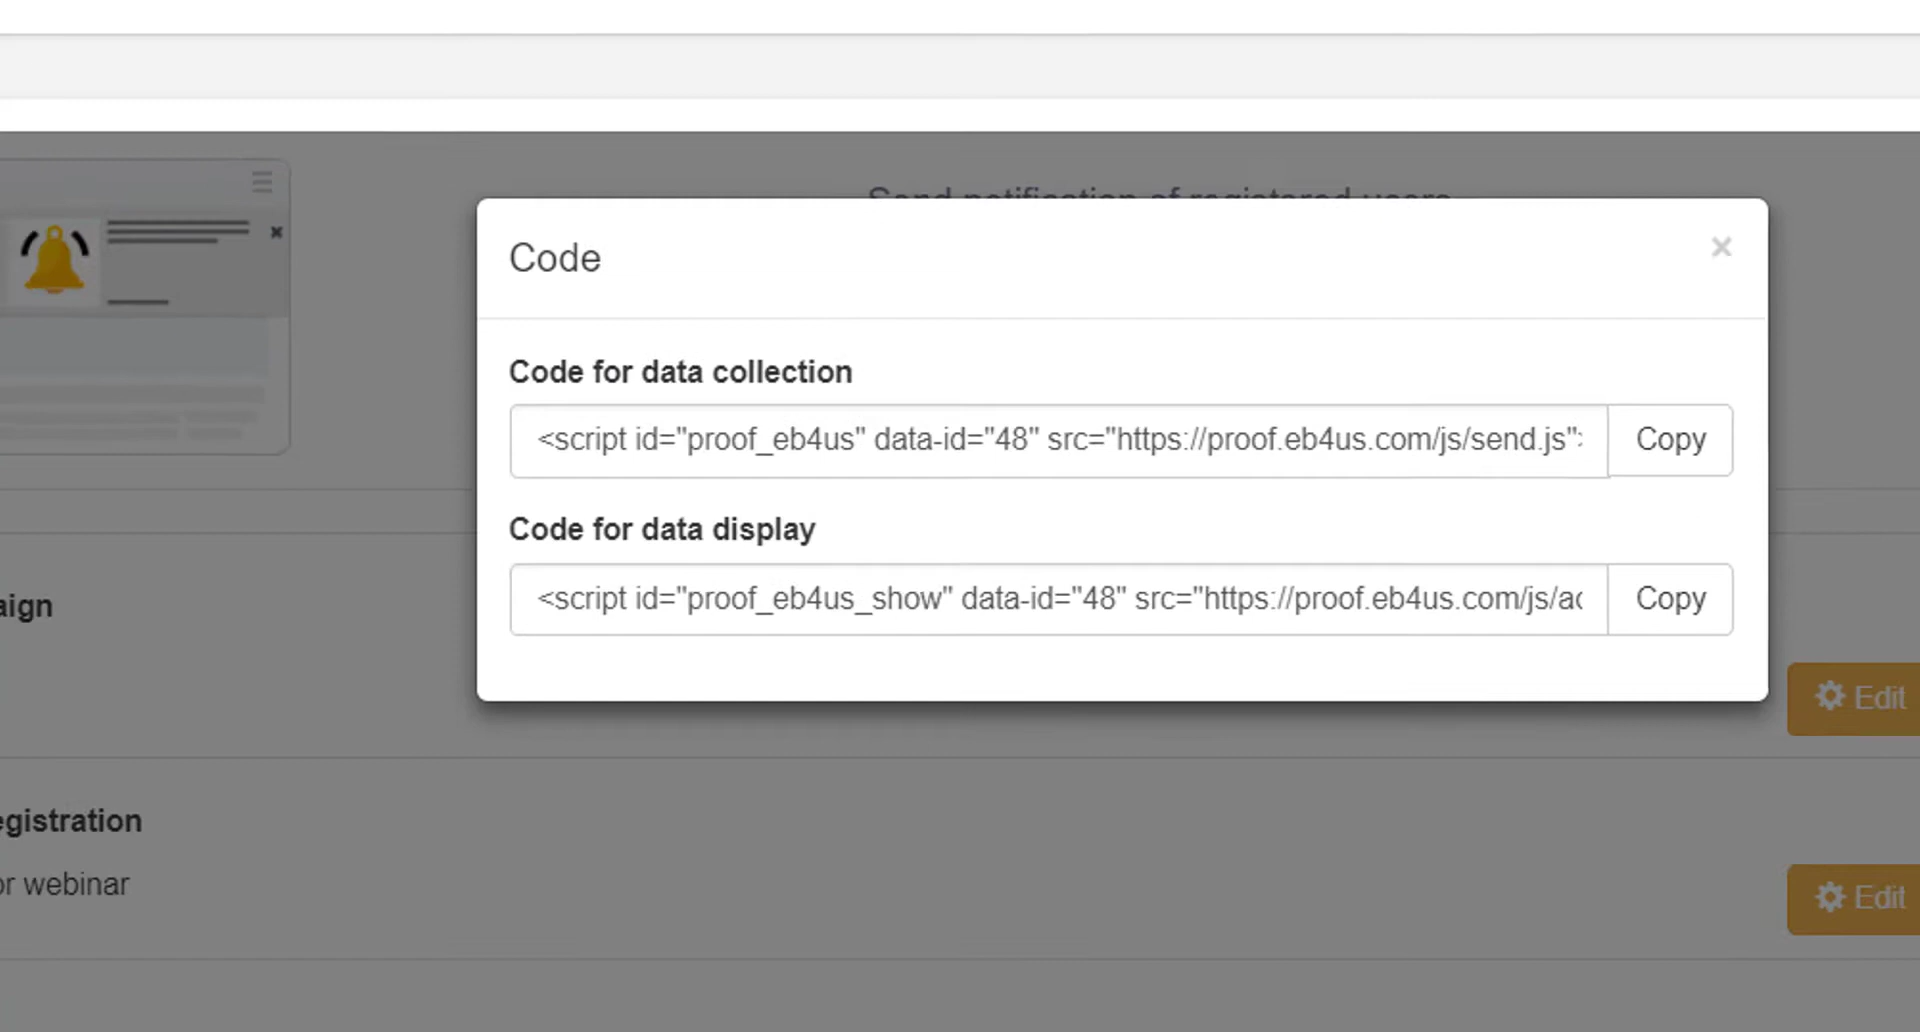 Send notification of registered users
Code
×
Code for data collection
<script id="proof_eb4us" data-id="48" src="https://proof.eb4us.com/js/send.js">
Copy
Code for data display
<script id="proof_eb4us_show" data-id="48" src="https://proof.eb4us.com/js/ac
Copy
aign
Edit
egistration
or webinar
Edit